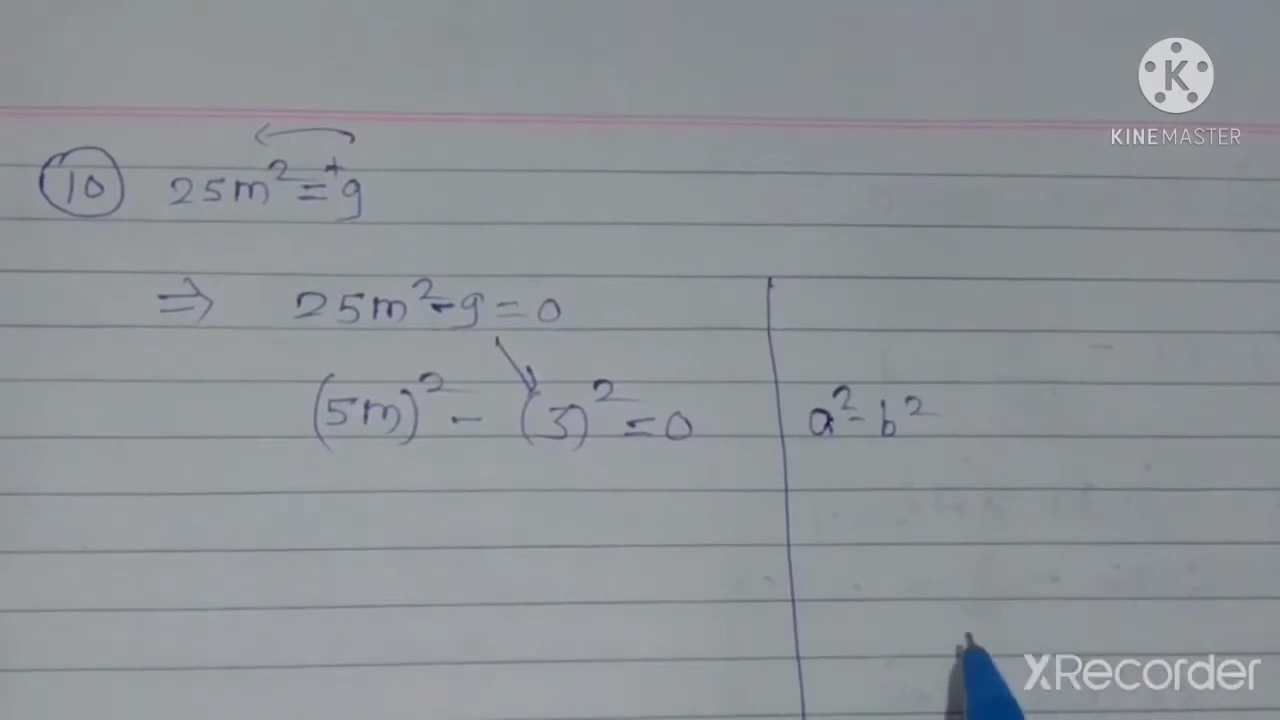 K
KINEMASTER
10 25m² = +9
⇒ 25m² - 9 = 0
(5m)² - (3)² = 0
a² - b²
XRecorder